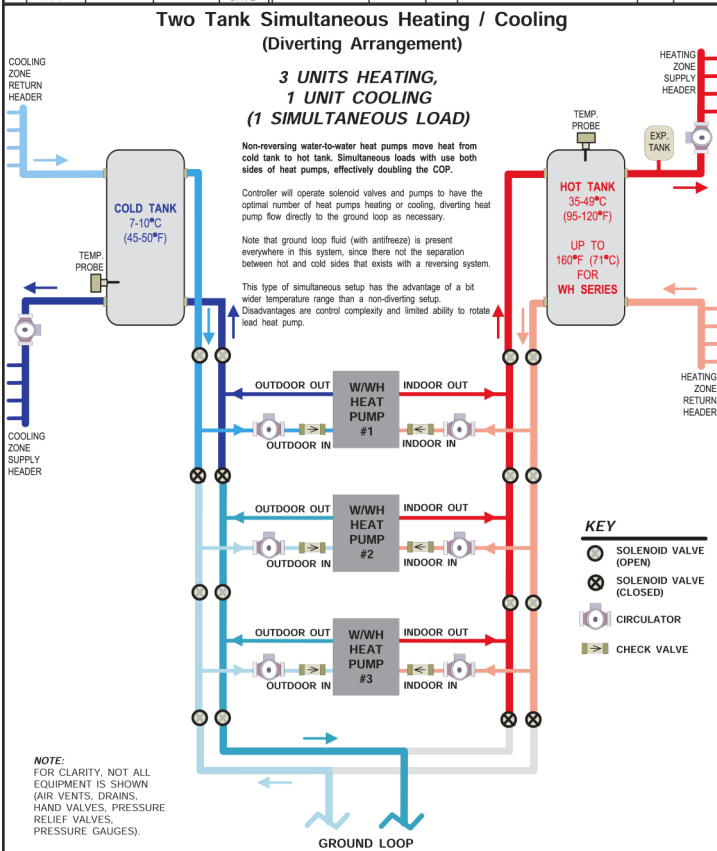 Two Tank Simultaneous Heating / Cooling
(Diverting Arrangement)
COOLING
ZONE
RETURN
HEADER
3 UNITS HEATING,
1 UNIT COOLING
(1 SIMULTANEOUS LOAD)
HEATING
ZONE
SUPPLY
HEADER
TEMP.
PROBE
EXP.
TANK
Non-reversing water-to-water heat pumps move heat from
cold tank to hot tank. Simultaneous loads with use both
sides of heat pumps, effectively doubling the COP.
Controller will operate solenoid valves and pumps to have the
optimal number of heat pumps heating or cooling, diverting heat
pump flow directly to the ground loop as necessary.
Note that ground loop fluid (with antifreeze) is present
everywhere in this system, since there not the separation
between hot and cold sides that exists with a reversing system.
This type of simultaneous setup has the advantage of a bit
wider temperature range than a non-diverting setup.
Disadvantages are control complexity and limited ability to rotate
lead heat pump.
COLD TANK
7-10°C
(45-50°F)
TEMP.
PROBE
HOT TANK
35-49°C
(95-120°F)
UP TO
160°F (71°C)
FOR
WH SERIES
COOLING
ZONE
SUPPLY
HEADER
HEATING
ZONE
RETURN
HEADER
OUTDOOR OUT
W/WH
HEAT
PUMP
#1
INDOOR OUT
OUTDOOR IN
INDOOR IN
OUTDOOR OUT
W/WH
HEAT
PUMP
#2
INDOOR OUT
OUTDOOR IN
INDOOR IN
OUTDOOR OUT
W/WH
HEAT
PUMP
#3
INDOOR OUT
OUTDOOR IN
INDOOR IN
KEY
SOLENOID VALVE
(OPEN)
SOLENOID VALVE
(CLOSED)
CIRCULATOR
CHECK VALVE
NOTE:
FOR CLARITY, NOT ALL
EQUIPMENT IS SHOWN
(AIR VENTS, DRAINS,
HAND VALVES, PRESSURE
RELIEF VALVES,
PRESSURE GAUGES).
GROUND LOOP